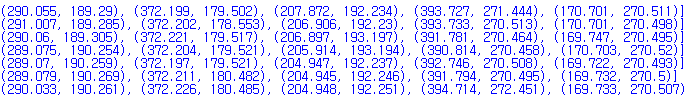 (290.055, 189.29), (372.199, 179.502), (207.872, 192.234), (393.727, 271.444), (170.701, 270.511)]
(291.007, 189.285), (372.202, 178.553), (206.906, 192.23), (393.733, 270.513), (170.701, 270.498)]
(290.06, 189.305), (372.221, 179.517), (206.897, 193.197), (391.781, 270.464), (169.747, 270.495)]
(289.075, 190.254), (372.204, 179.521), (205.914, 193.194), (390.814, 270.458), (170.703, 270.52)]
(289.07, 190.259), (372.197, 179.521), (204.947, 192.237), (392.746, 270.508), (169.722, 270.493)]
(289.079, 190.269), (372.211, 180.482), (204.945, 192.246), (391.794, 270.495), (169.732, 270.5)]
(290.033, 190.261), (372.226, 180.485), (204.948, 192.251), (394.714, 272.451), (169.733, 270.507)